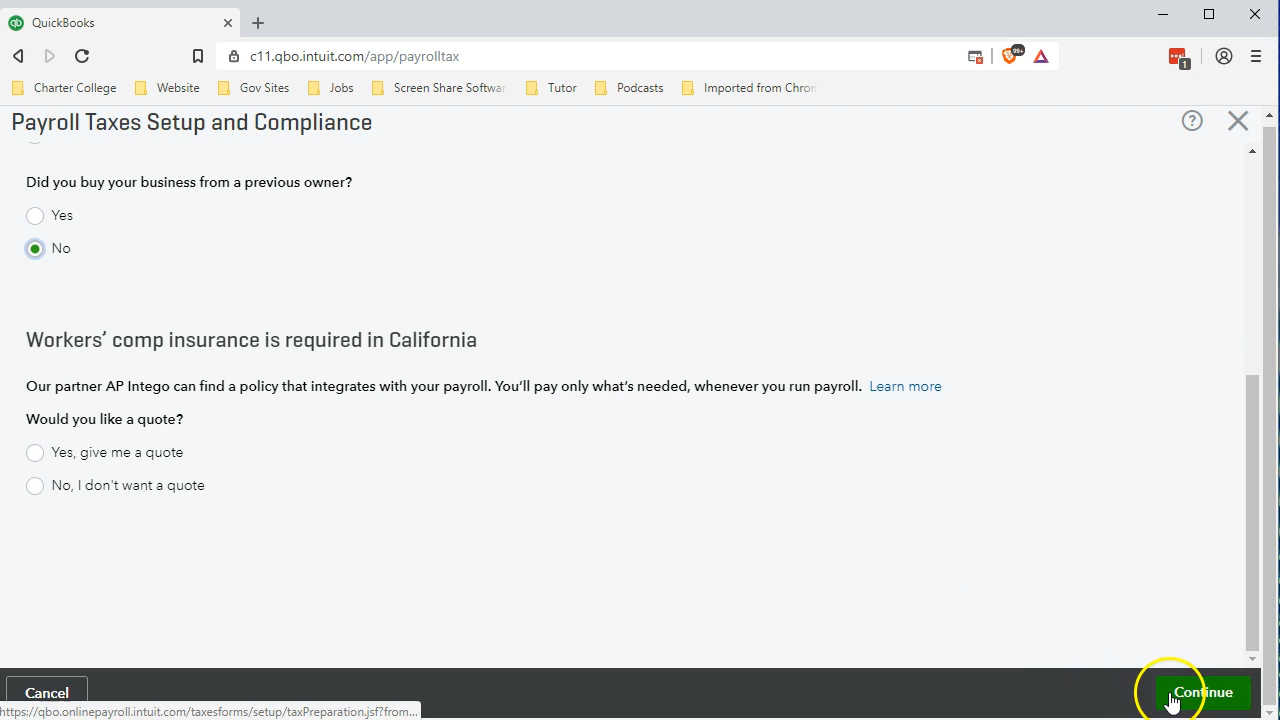 QuickBooks
c11.qbo.intuit.com/app/payrolltax
99+
1
Charter College
Website
Gov Sites
Jobs
Screen Share Softwar
Tutor
Podcasts
Imported from Chron
Payroll Taxes Setup and Compliance
Did you buy your business from a previous owner?
Yes
No
Workers' comp insurance is required in California
Our partner AP Intego can find a policy that integrates with your payroll. You'll pay only what's needed, whenever you run payroll. Learn more
Would you like a quote?
Yes, give me a quote
No, I don't want a quote
Cancel
Continue
https://qbo.onlinepayroll.intuit.com/taxesforms/setup/taxPreparation.jsf?from...